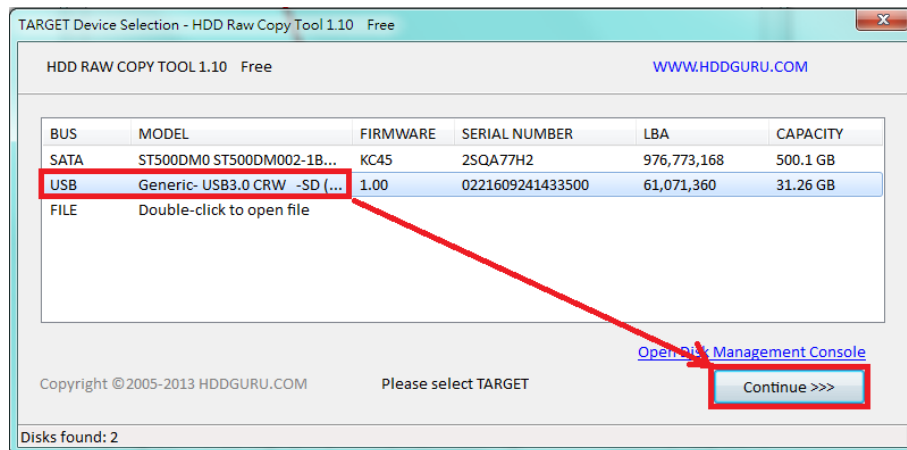 TARGET Device Selection - HDD Raw Copy Tool 1.10 Free
X
HDD RAW COPY TOOL 1.10 Free WWW.HDDGURU.COM
BUS MODEL FIRMWARE SERIAL NUMBER LBA CAPACITY
SATA ST500DM0 ST500DM002-1B... KC45 2SQA77H2 976,773,168 500.1 GB
USB Generic- USB3.0 CRW -SD (... 1.00 0221609241433500 61,071,360 31.26 GB
FILE Double-click to open file
Open Disk Management Console
Copyright ©2005-2013 HDDGURU.COM Please select TARGET Continue >>>
Disks found: 2